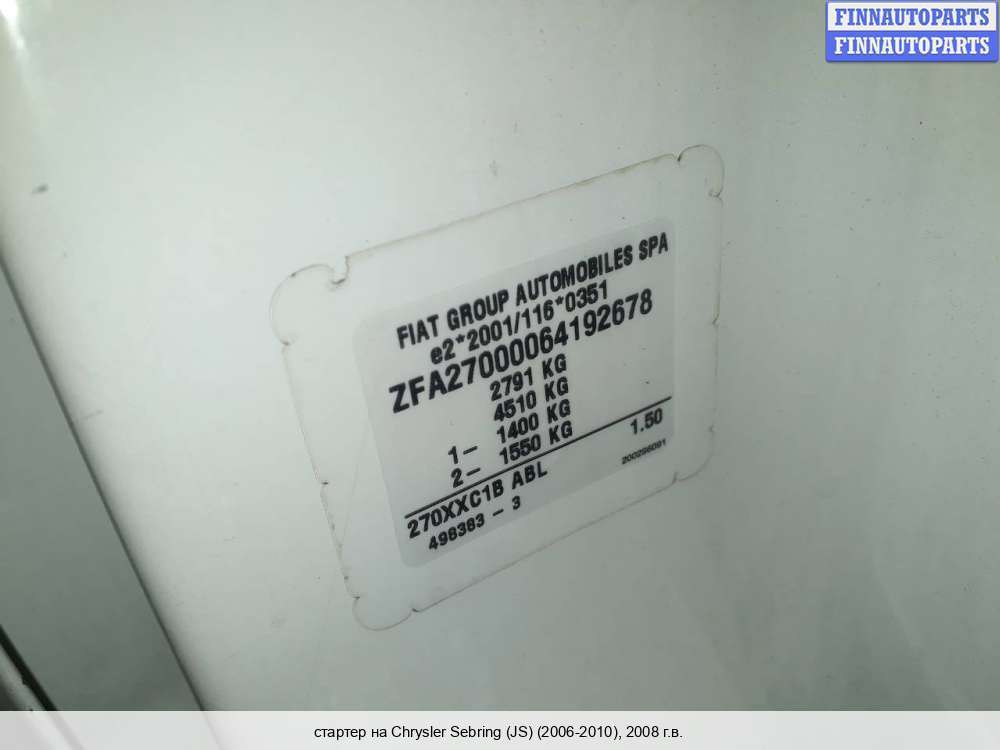 FINNAUTOPARTS
FINNAUTOPARTS
FIAT GROUP AUTOMOBILES SPA
e2*2001/116*0351
ZFA27000064192678
2791 KG
4510 KG
1- 1400 KG
2- 1550 KG
270XXC1B ABL 1.50
498383 - 3 200296091
стартер на Chrysler Sebring (JS) (2006-2010), 2008 г.в.